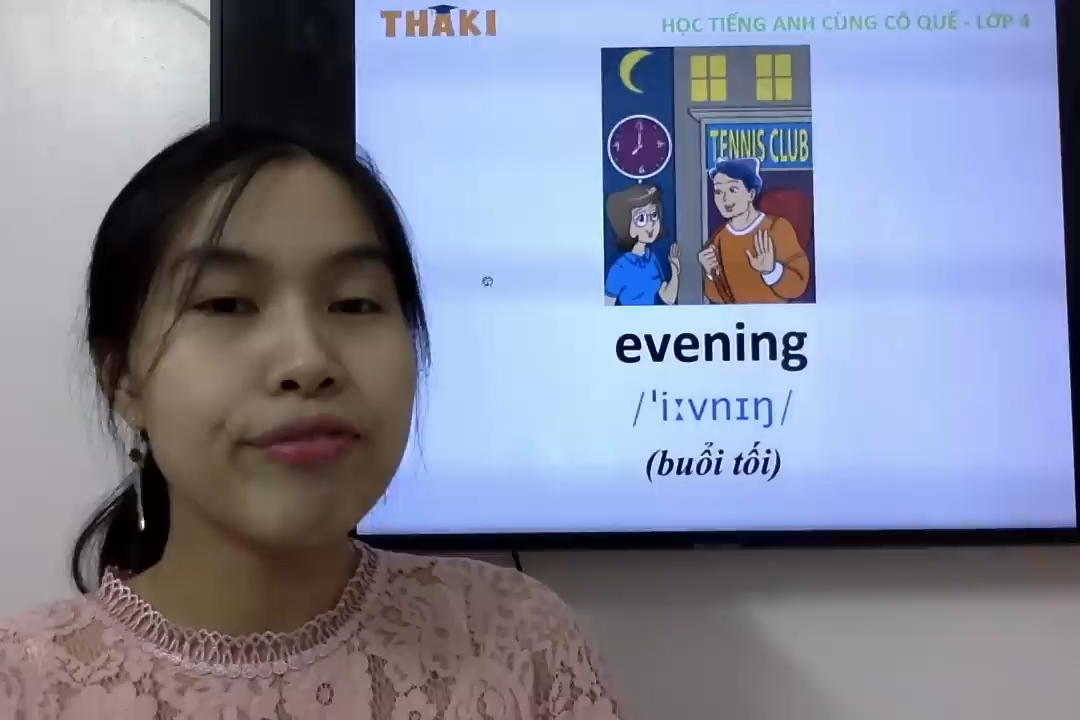 THAKI
HỌC TIẾNG ANH CÙNG CÔ QUẾ - LỚP 4
TENNIS CLUB
evening
/ˈiːvnɪŋ/
(buổi tối)